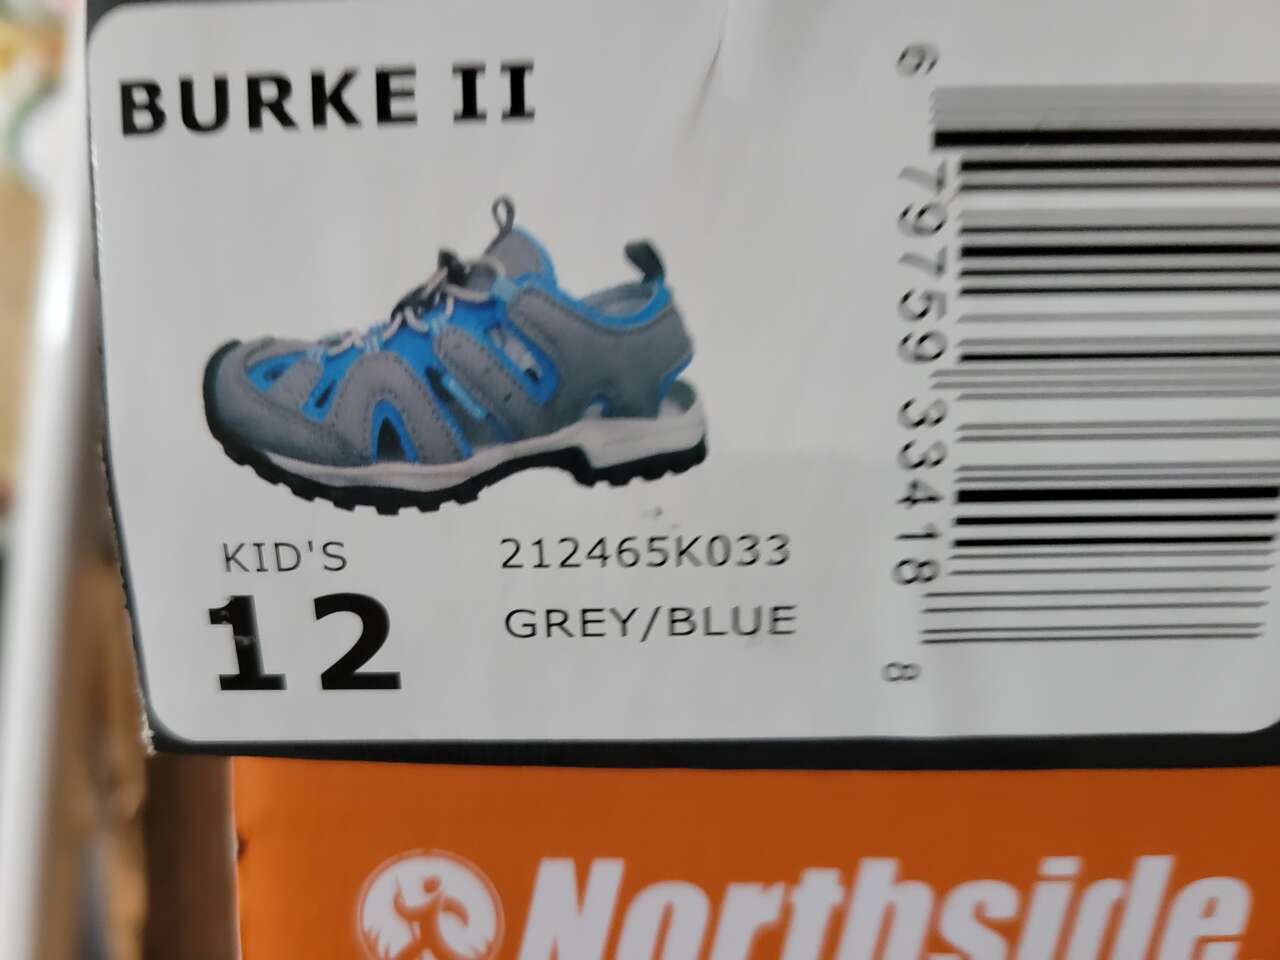 BURKE II
KID'S
12
212465K033
GREY/BLUE
6 79759 33418 8
Northside